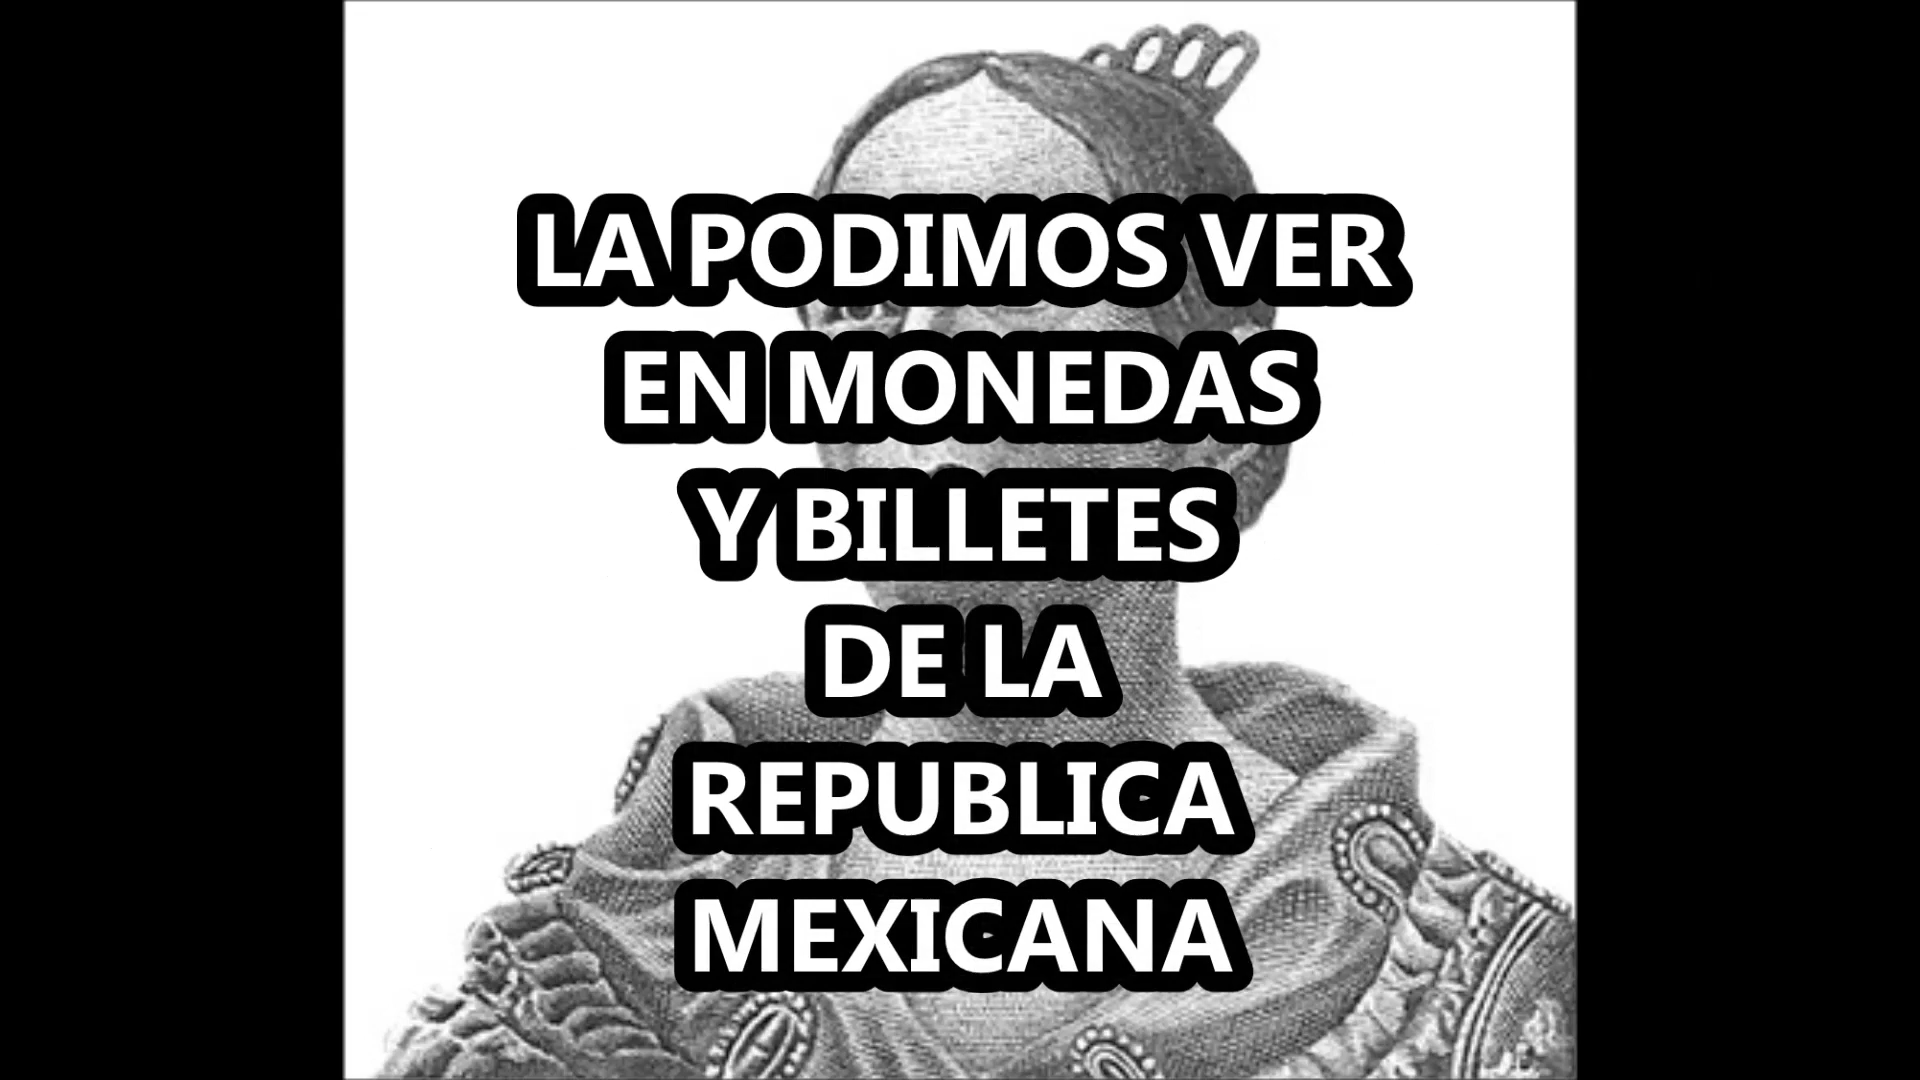 LA PODIMOS VER
EN MONEDAS
Y BILLETES
DE LA
REPUBLICA
MEXICANA